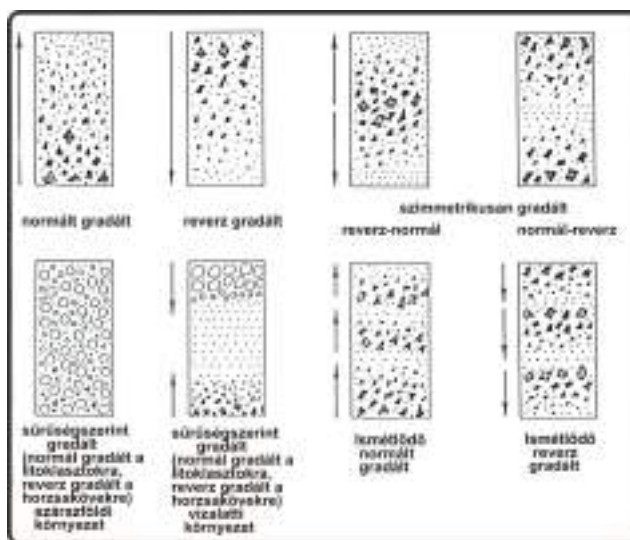 normált gradált
reverz gradált
szimmetrikusan gradált
reverz-normál
normál-reverz
sűrűségszerint
gradált
(normál gradált a
litoklasztokra,
reverz gradált a
horzsakövekre)
szárszföldi
környezet
sűrűségszerint
gradált
(normál gradált a
litoklasztokra,
reverz gradált a
horzsakövekre)
vízalatti
környezet
Ismétlődő
normált
gradált
Ismétlődő
reverz
gradált